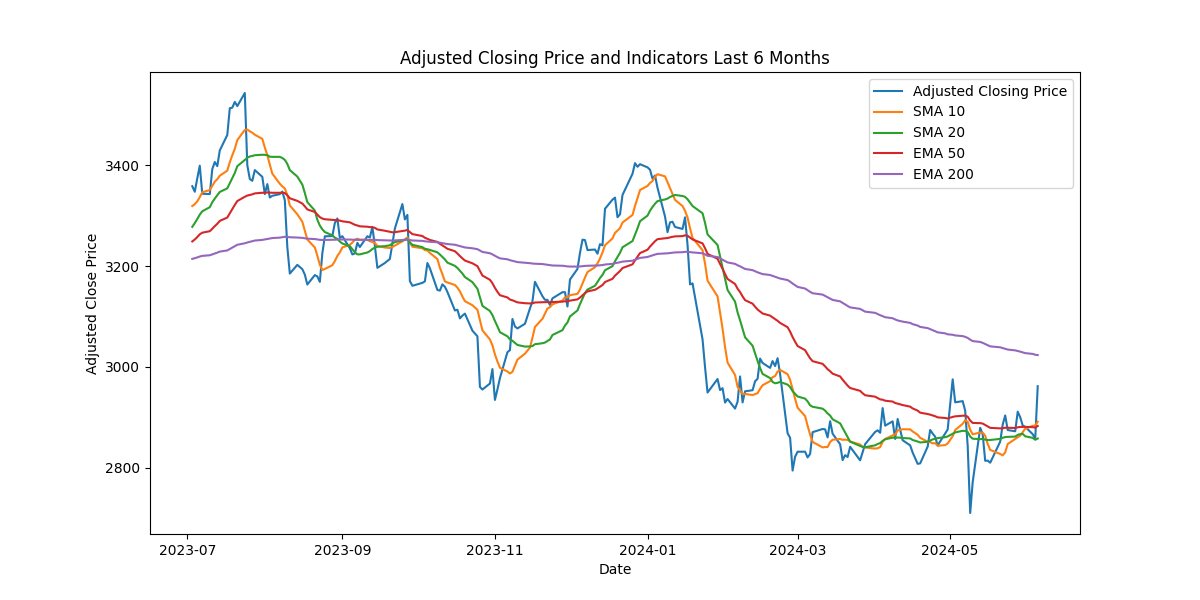 Adjusted Closing Price and Indicators Last 6 Months
Adjusted Closing Price
SMA 10
SMA 20
EMA 50
EMA 200
Adjusted Close Price
3400
3200
3000
2800
2023-07
2023-09
2023-11
2024-01
2024-03
2024-05
Date